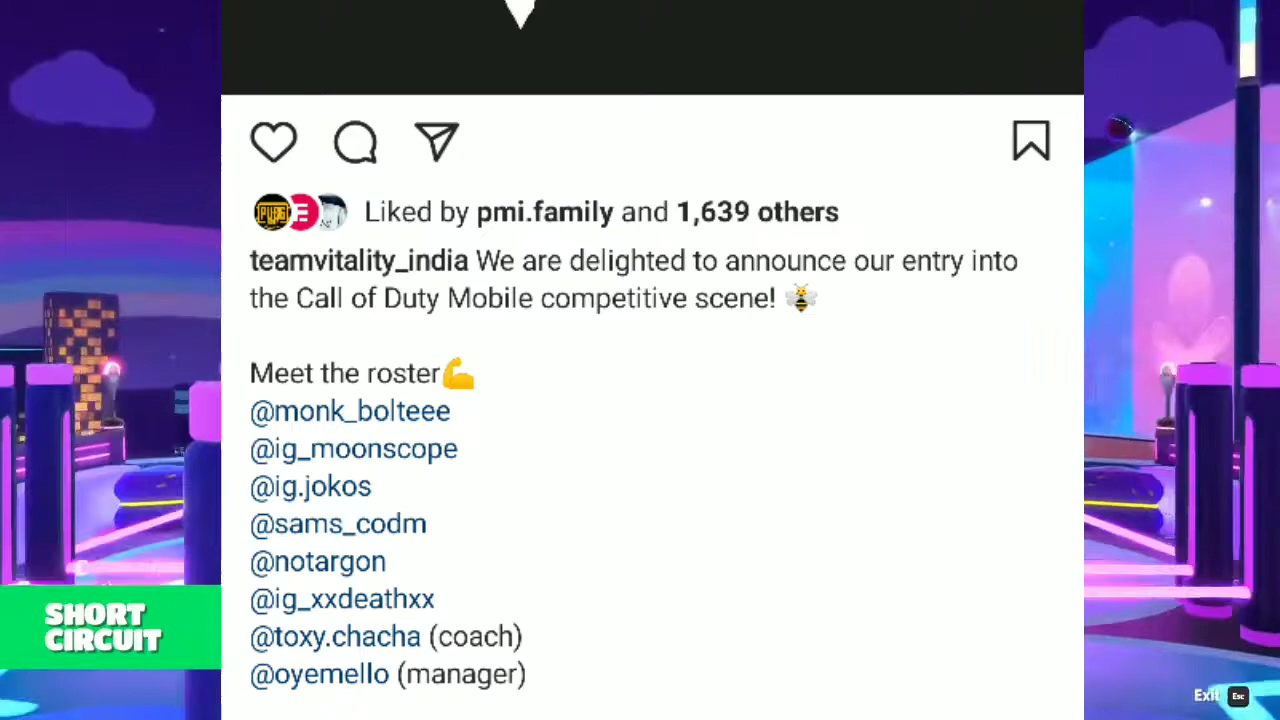 PUBG
Liked by pmi.family and 1,639 others
teamvitality_india We are delighted to announce our entry into
the Call of Duty Mobile competitive scene! 🐝
Meet the roster💪
@monk_bolteee
@ig_moonscope
@ig.jokos
@sams_codm
@notargon
@ig_xxdeathxx
@toxy.chacha (coach)
@oyemello (manager)
SHORT
CIRCUIT
Exit Esc